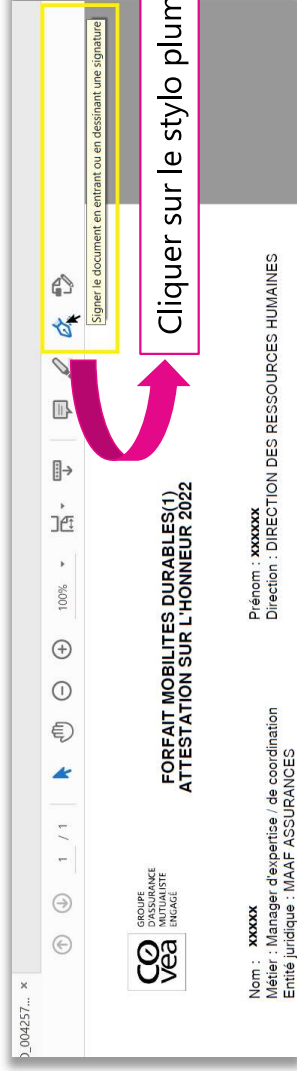 D_004257... ×
1 / 1
100%
Signer le document en entrant ou en dessinant une signature
Cliquer sur le stylo plum
COVéa
GROUPE
D'ASSURANCE
MUTUALISTE
ENGAGÉ
FORFAIT MOBILITES DURABLES(1)
ATTESTATION SUR L'HONNEUR 2022
Nom : xxxxx
Prénom : xxxxxx
Métier : Manager d'expertise / de coordination
Direction : DIRECTION DES RESSOURCES HUMAINES
Entité juridique : MAAF ASSURANCES